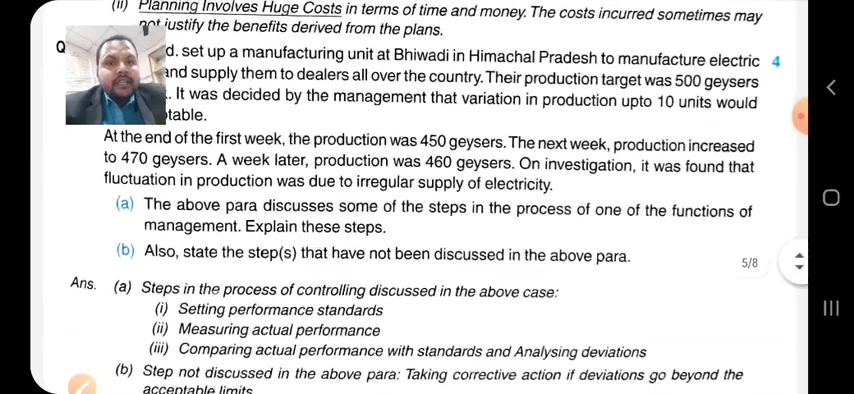 (ii) Planning Involves Huge Costs in terms of time and money. The costs incurred sometimes may
not justify the benefits derived from the plans.
Q
d. set up a manufacturing unit at Bhiwadi in Himachal Pradesh to manufacture electric 4
and supply them to dealers all over the country. Their production target was 500 geysers
. It was decided by the management that variation in production upto 10 units would
table.
At the end of the first week, the production was 450 geysers. The next week, production increased
to 470 geysers. A week later, production was 460 geysers. On investigation, it was found that
fluctuation in production was due to irregular supply of electricity.
(a) The above para discusses some of the steps in the process of one of the functions of
management. Explain these steps.
(b) Also, state the step(s) that have not been discussed in the above para.
5/8
Ans. (a) Steps in the process of controlling discussed in the above case:
(i) Setting performance standards
(ii) Measuring actual performance
(iii) Comparing actual performance with standards and Analysing deviations
(b) Step not discussed in the above para: Taking corrective action if deviations go beyond the
acceptable limits